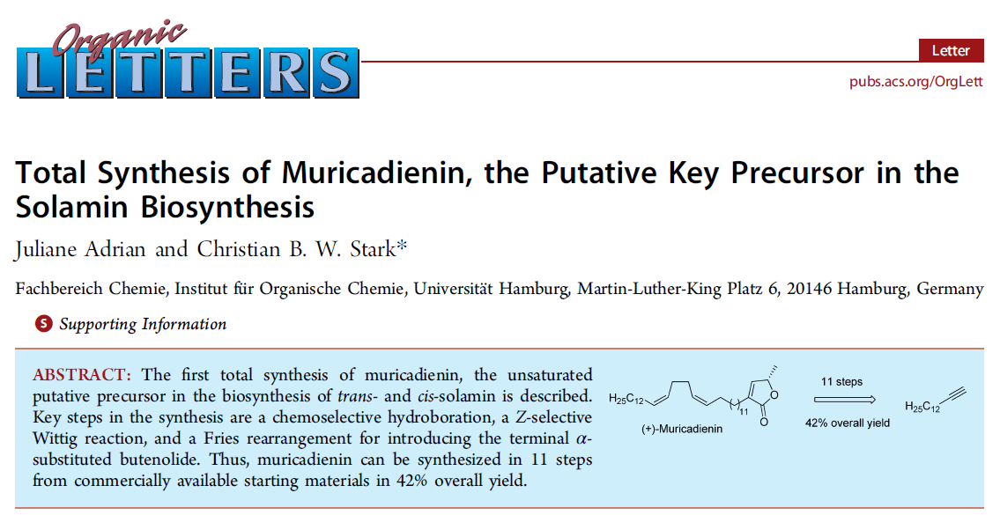 Organic
LETTERS
Letter
pubs.acs.org/OrgLett
Total Synthesis of Muricadienin, the Putative Key Precursor in the
Solamin Biosynthesis
Juliane Adrian and Christian B. W. Stark*
Fachbereich Chemie, Institut für Organische Chemie, Universität Hamburg, Martin-Luther-King Platz 6, 20146 Hamburg, Germany
S Supporting Information
ABSTRACT: The first total synthesis of muricadienin, the unsaturated
putative precursor in the biosynthesis of trans- and cis-solamin is described.
Key steps in the synthesis are a chemoselective hydroboration, a Z-selective
Wittig reaction, and a Fries rearrangement for introducing the terminal α-
substituted butenolide. Thus, muricadienin can be synthesized in 11 steps
from commercially available starting materials in 42% overall yield.
H25C12
11
O
O
(+)-Muricadienin
11 steps
42% overall yield
H25C12